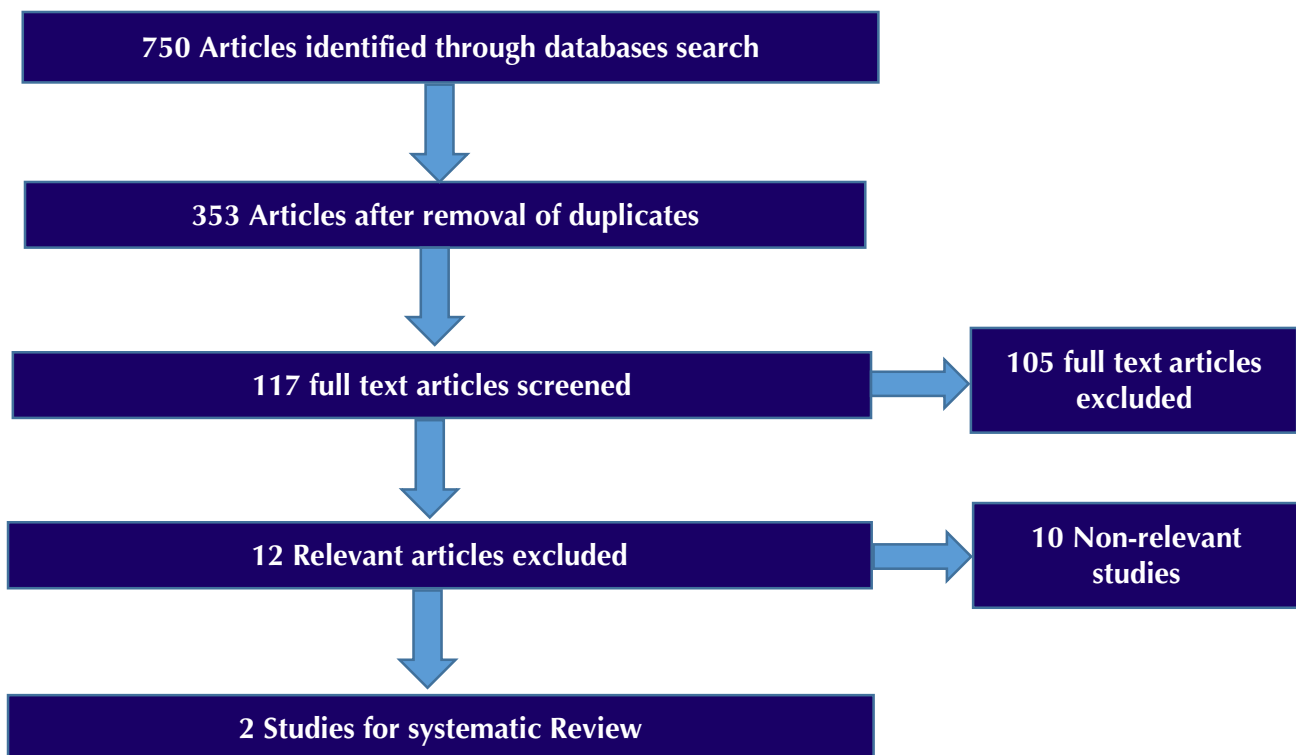 750 Articles identified through databases search
353 Articles after removal of duplicates
117 full text articles screened
105 full text articles
excluded
12 Relevant articles excluded
10 Non-relevant
studies
2 Studies for systematic Review